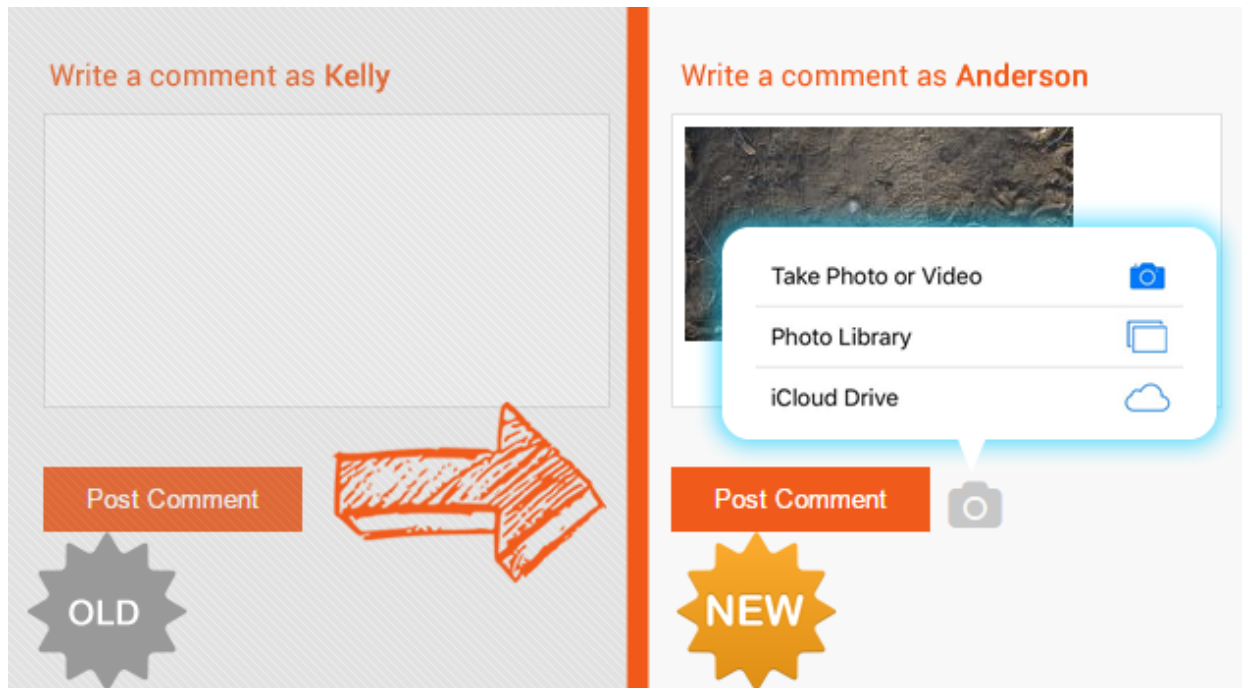 Write a comment as Kelly
Post Comment
OLD
Write a comment as Anderson
Take Photo or Video
Photo Library
iCloud Drive
Post Comment
NEW